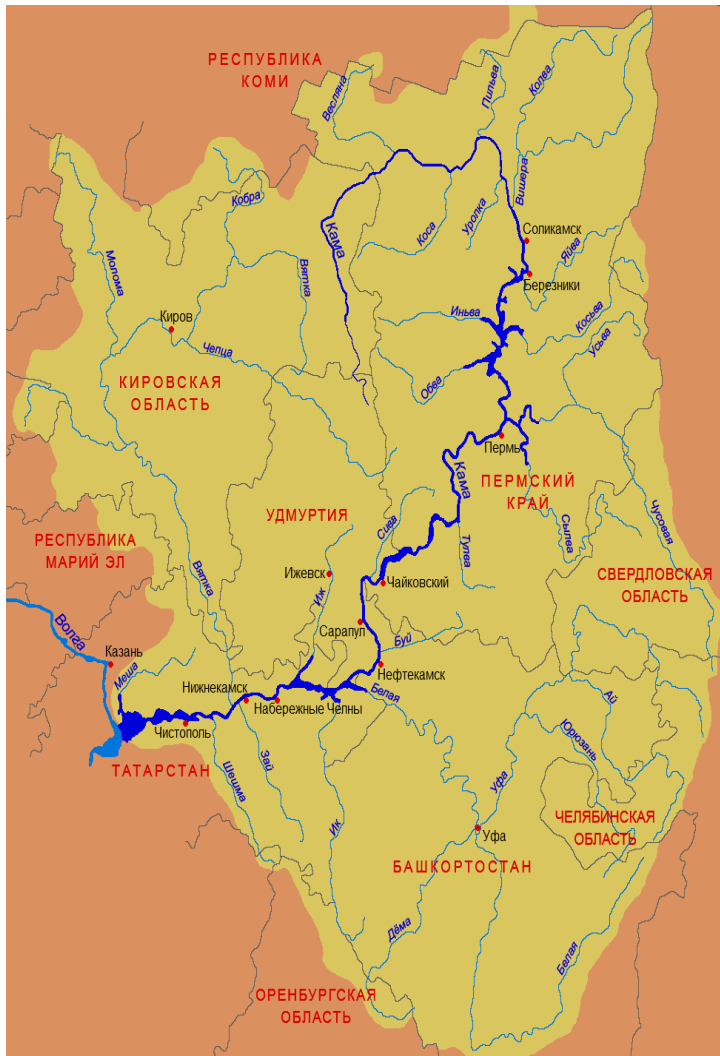 РЕСПУБЛИКА
КОМИ
Весляна
Пильва
Колва
Вишера
Кобра
Молома
Кама
Коса
Уролка
Соликамск
Яйва
Вятка
Березники
Киров
Иньва
Косьва
Усьва
Чепца
КИРОВСКАЯ
ОБЛАСТЬ
Обва
Пермь
Кама
ПЕРМСКИЙ
КРАЙ
УДМУРТИЯ
Сива
Тулва
Сылва
Чусовая
РЕСПУБЛИКА
МАРИЙ ЭЛ
Вятка
Ижевск
Иж
Чайковский
СВЕРДЛОВСКАЯ
ОБЛАСТЬ
Волга
Сарапул
Буй
Казань
Меша
Нефтекамск
Нижнекамск
Набережные Челны
Белая
Ай
Чистополь
Юрюзань
ТАТАРСТАН
Шешма
Зай
Ик
Уфа
Уфа
ЧЕЛЯБИНСКАЯ
ОБЛАСТЬ
БАШКОРТОСТАН
Дёма
Белая
ОРЕНБУРГСКАЯ
ОБЛАСТЬ